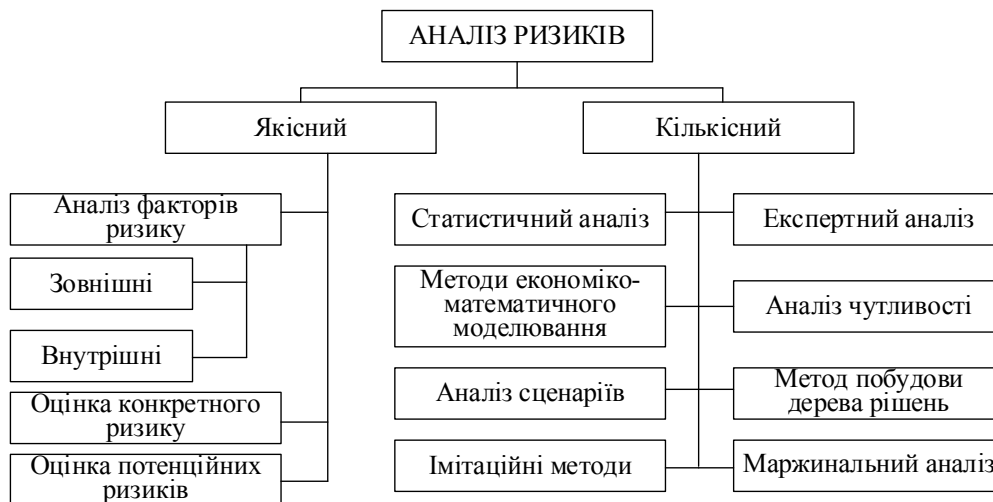 АНАЛІЗ РИЗИКІВ
Якісний
Кількісний
Аналіз факторів
ризику
Зовнішні
Внутрішні
Оцінка конкретного
ризику
Оцінка потенційних
ризиків
Статистичний аналіз
Експертний аналіз
Методи економіко-
математичного
моделювання
Аналіз чутливості
Аналіз сценаріїв
Метод побудови
дерева рішень
Імітаційні методи
Маржинальний аналіз